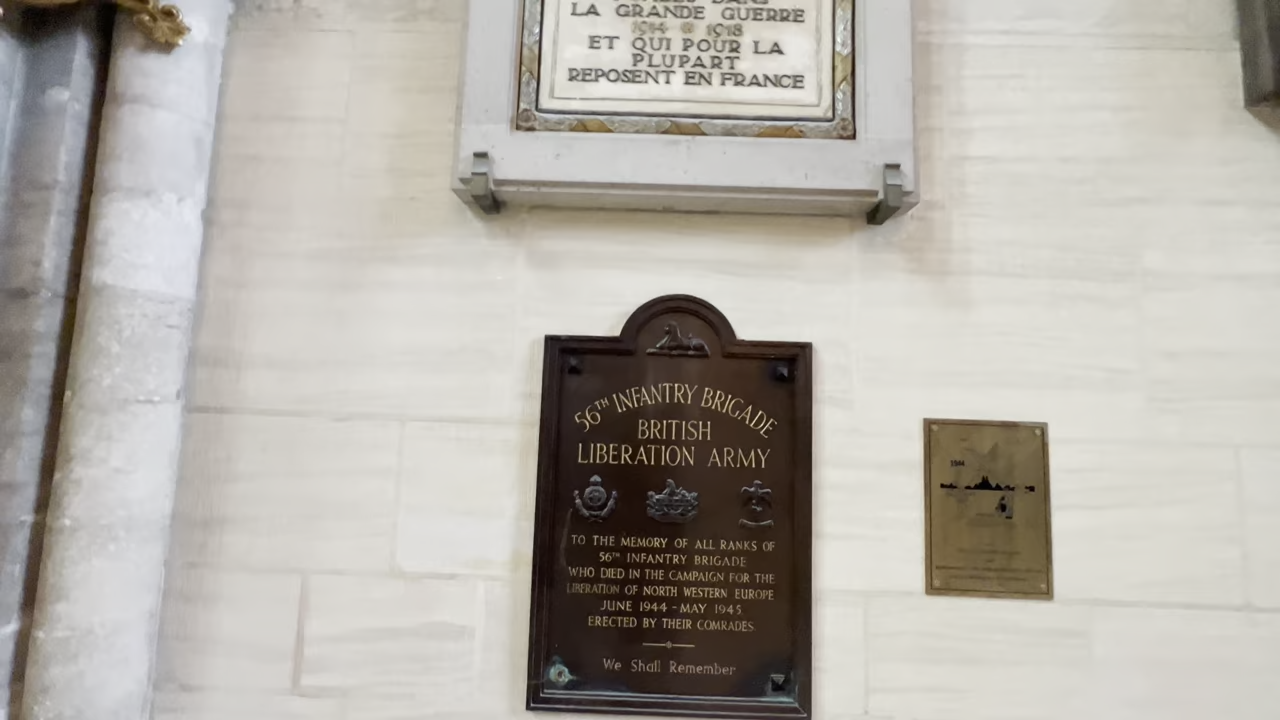 LA GRANDE GUERRE
1914 1918
ET QUI POUR LA
PLUPART
REPOSENT EN FRANCE
56TH INFANTRY BRIGADE
BRITISH
LIBERATION ARMY
TO THE MEMORY OF ALL RANKS OF
56TH INFANTRY BRIGADE
WHO DIED IN THE CAMPAIGN FOR THE
LIBERATION OF NORTH WESTERN EUROPE
JUNE 1944 - MAY 1945
ERECTED BY THEIR COMRADES
We Shall Remember
1944